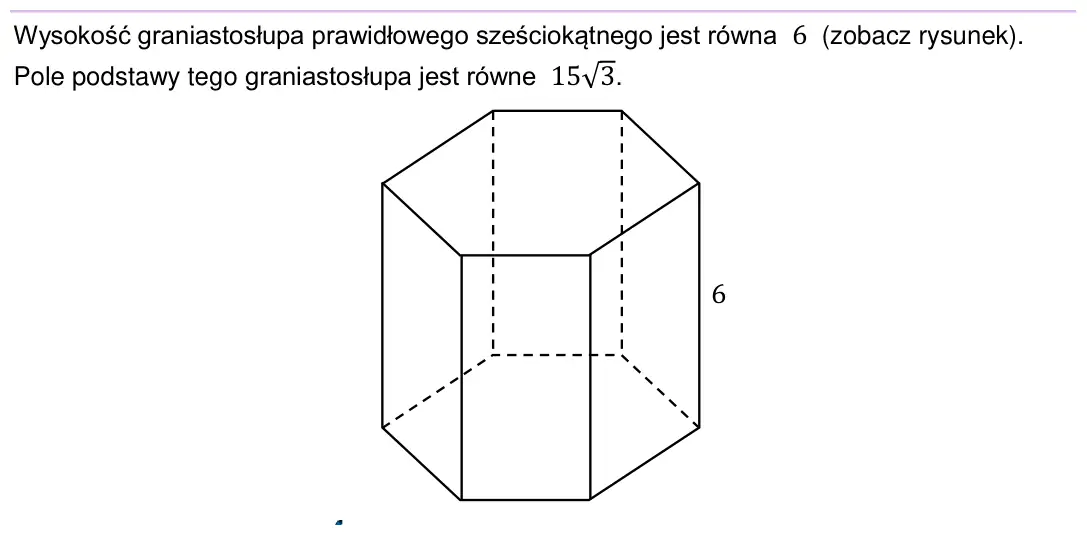 Wysokość graniastosłupa prawidłowego sześciokątnego jest równa 6 (zobacz rysunek).
Pole podstawy tego graniastosłupa jest równe 15√3.
6